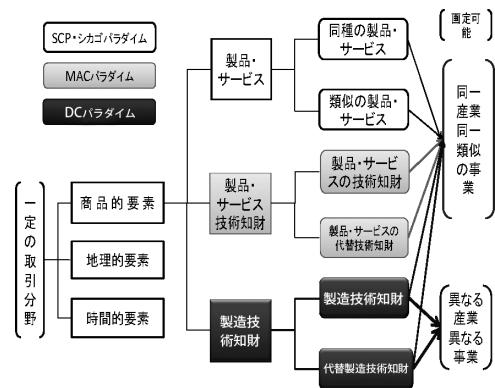 SCP・シカゴパラダイム
MACパラダイム
DCパラダイム
一定の取引分野
商品的要素
地理的要素
時間的要素
製品・
サービス
製品・
サービス
技術知財
製造技
術知財
同種の製品・
サービス
類似の製品・
サービス
製品・サービ
スの技術知財
製品・サービスの
代替技術知財
製造技術知財
代替製造技術知財
画定可
能
同一
産業
同一
類似
の事
業
異なる
産業
異なる
事業